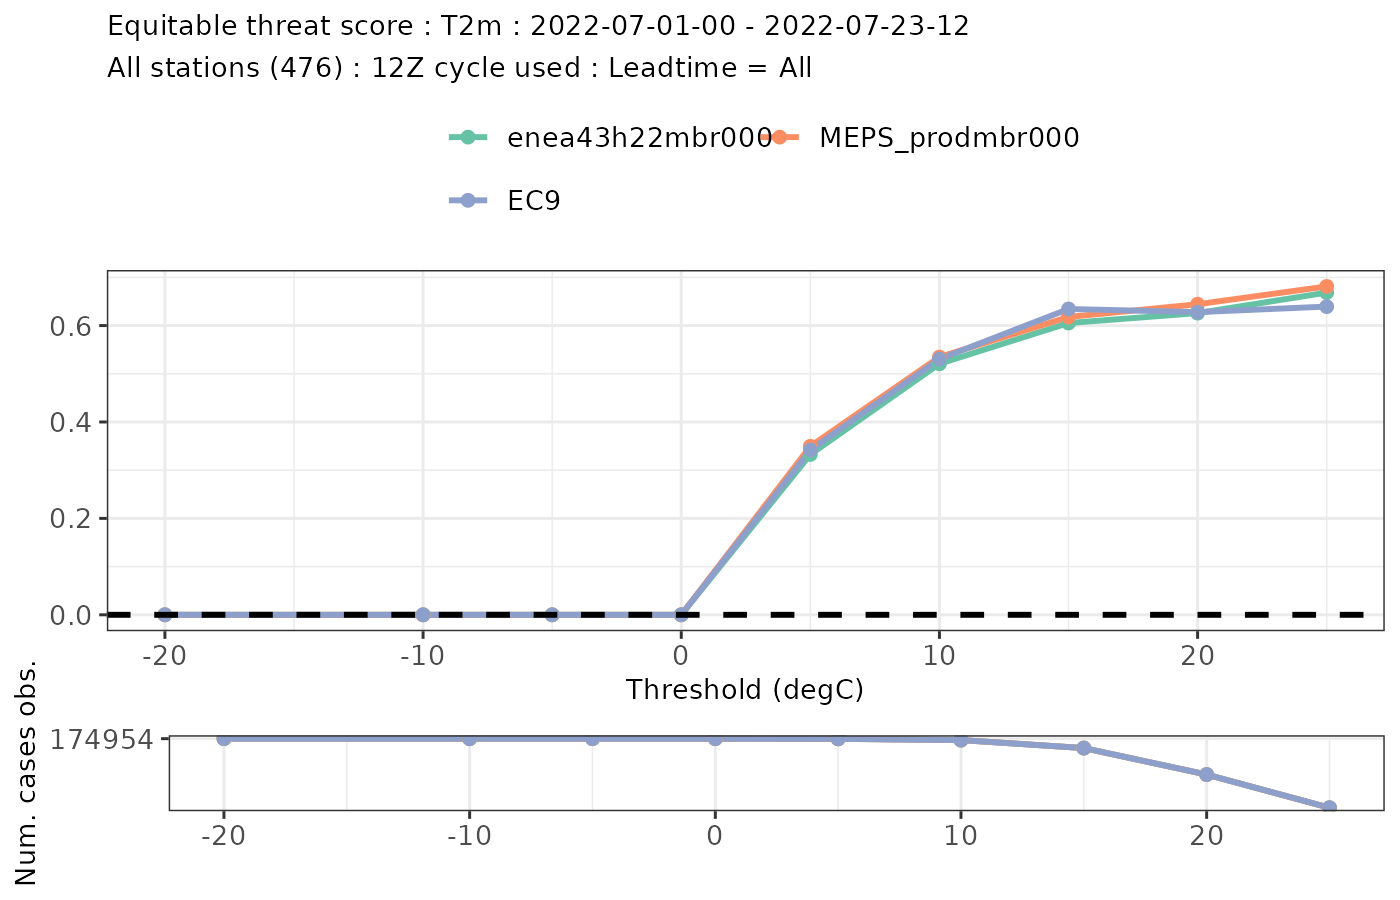 Equitable threat score : T2m : 2022-07-01-00 - 2022-07-23-12
All stations (476) : 12Z cycle used : Leadtime = All
enea43h22mbr000 MEPS_prodmbr000
EC9
0.6
0.4
0.2
0.0
-20 -10 0 10 20
Threshold (degC)
Num. cases obs.
174954
-20 -10 0 10 20